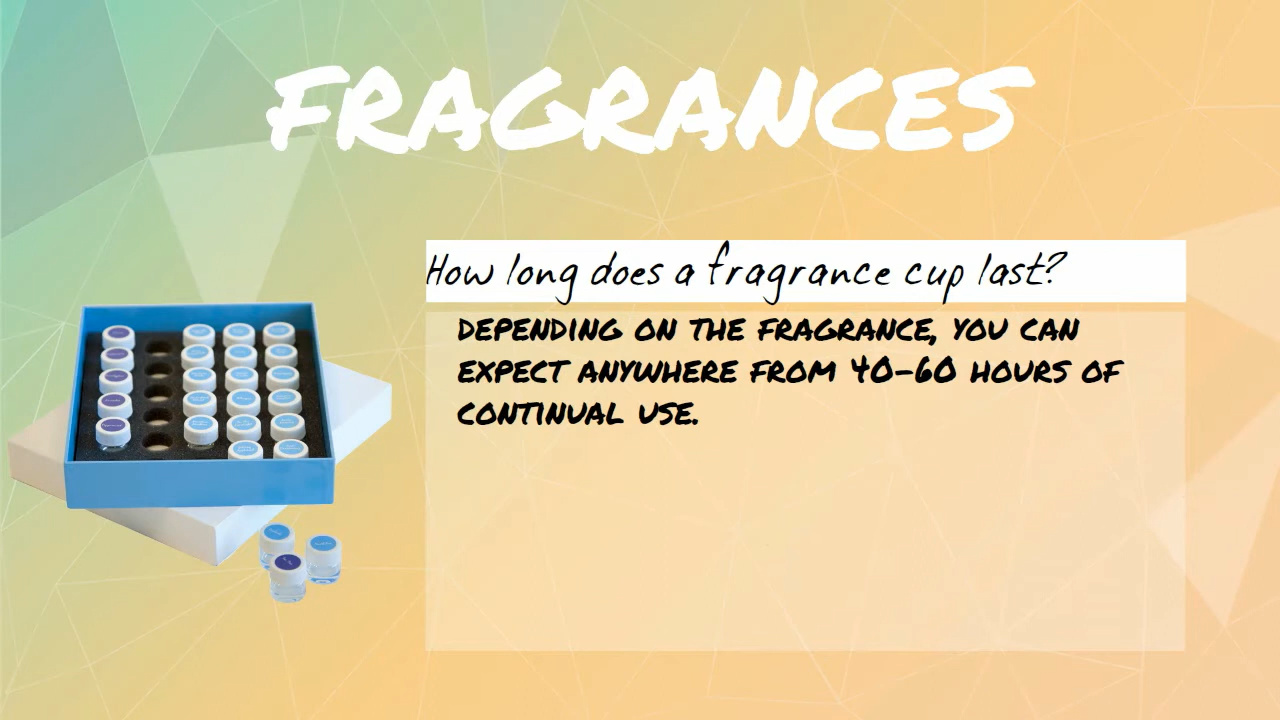 FRAGRANCES
How long does a fragrance cup last?
DEPENDING ON THE FRAGRANCE, YOU CAN
EXPECT ANYWHERE FROM 40-60 HOURS OF
CONTINUAL USE.